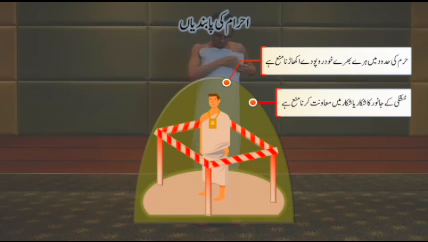 احرام کی پابندیاں
حرم کی حدود میں ہرے بھرے خودرو پودے اکھاڑنا منع ہے
خشکی کے جانور کا شکار یا شکار میں معاونت کرنا منع ہے